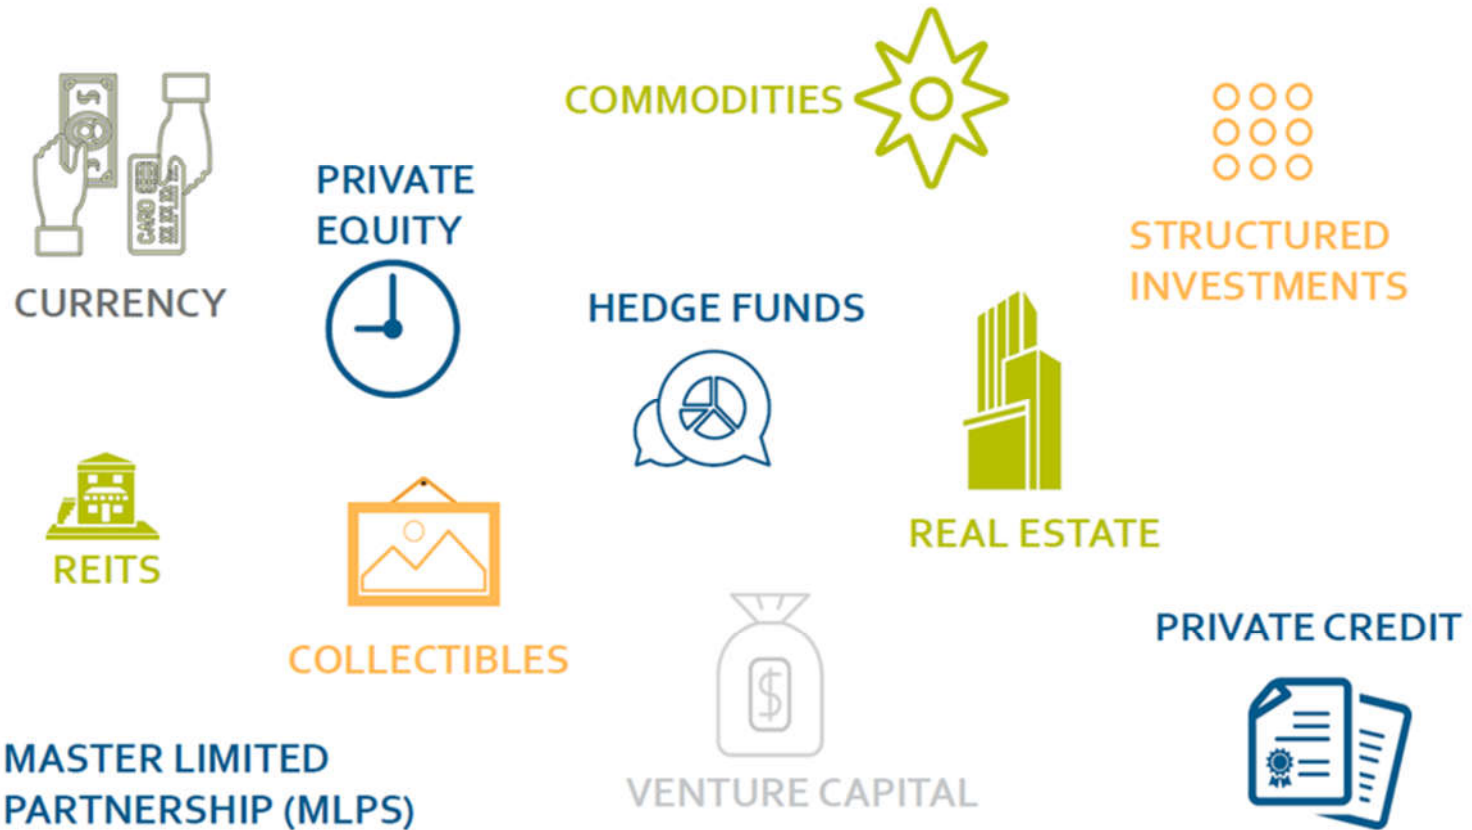 COMMODITIES
PRIVATE
EQUITY
STRUCTURED
INVESTMENTS
CARD
CURRENCY
HEDGE FUNDS
REAL ESTATE
REITS
COLLECTIBLES
PRIVATE CREDIT
$
MASTER LIMITED
PARTNERSHIP (MLPS)
VENTURE CAPITAL